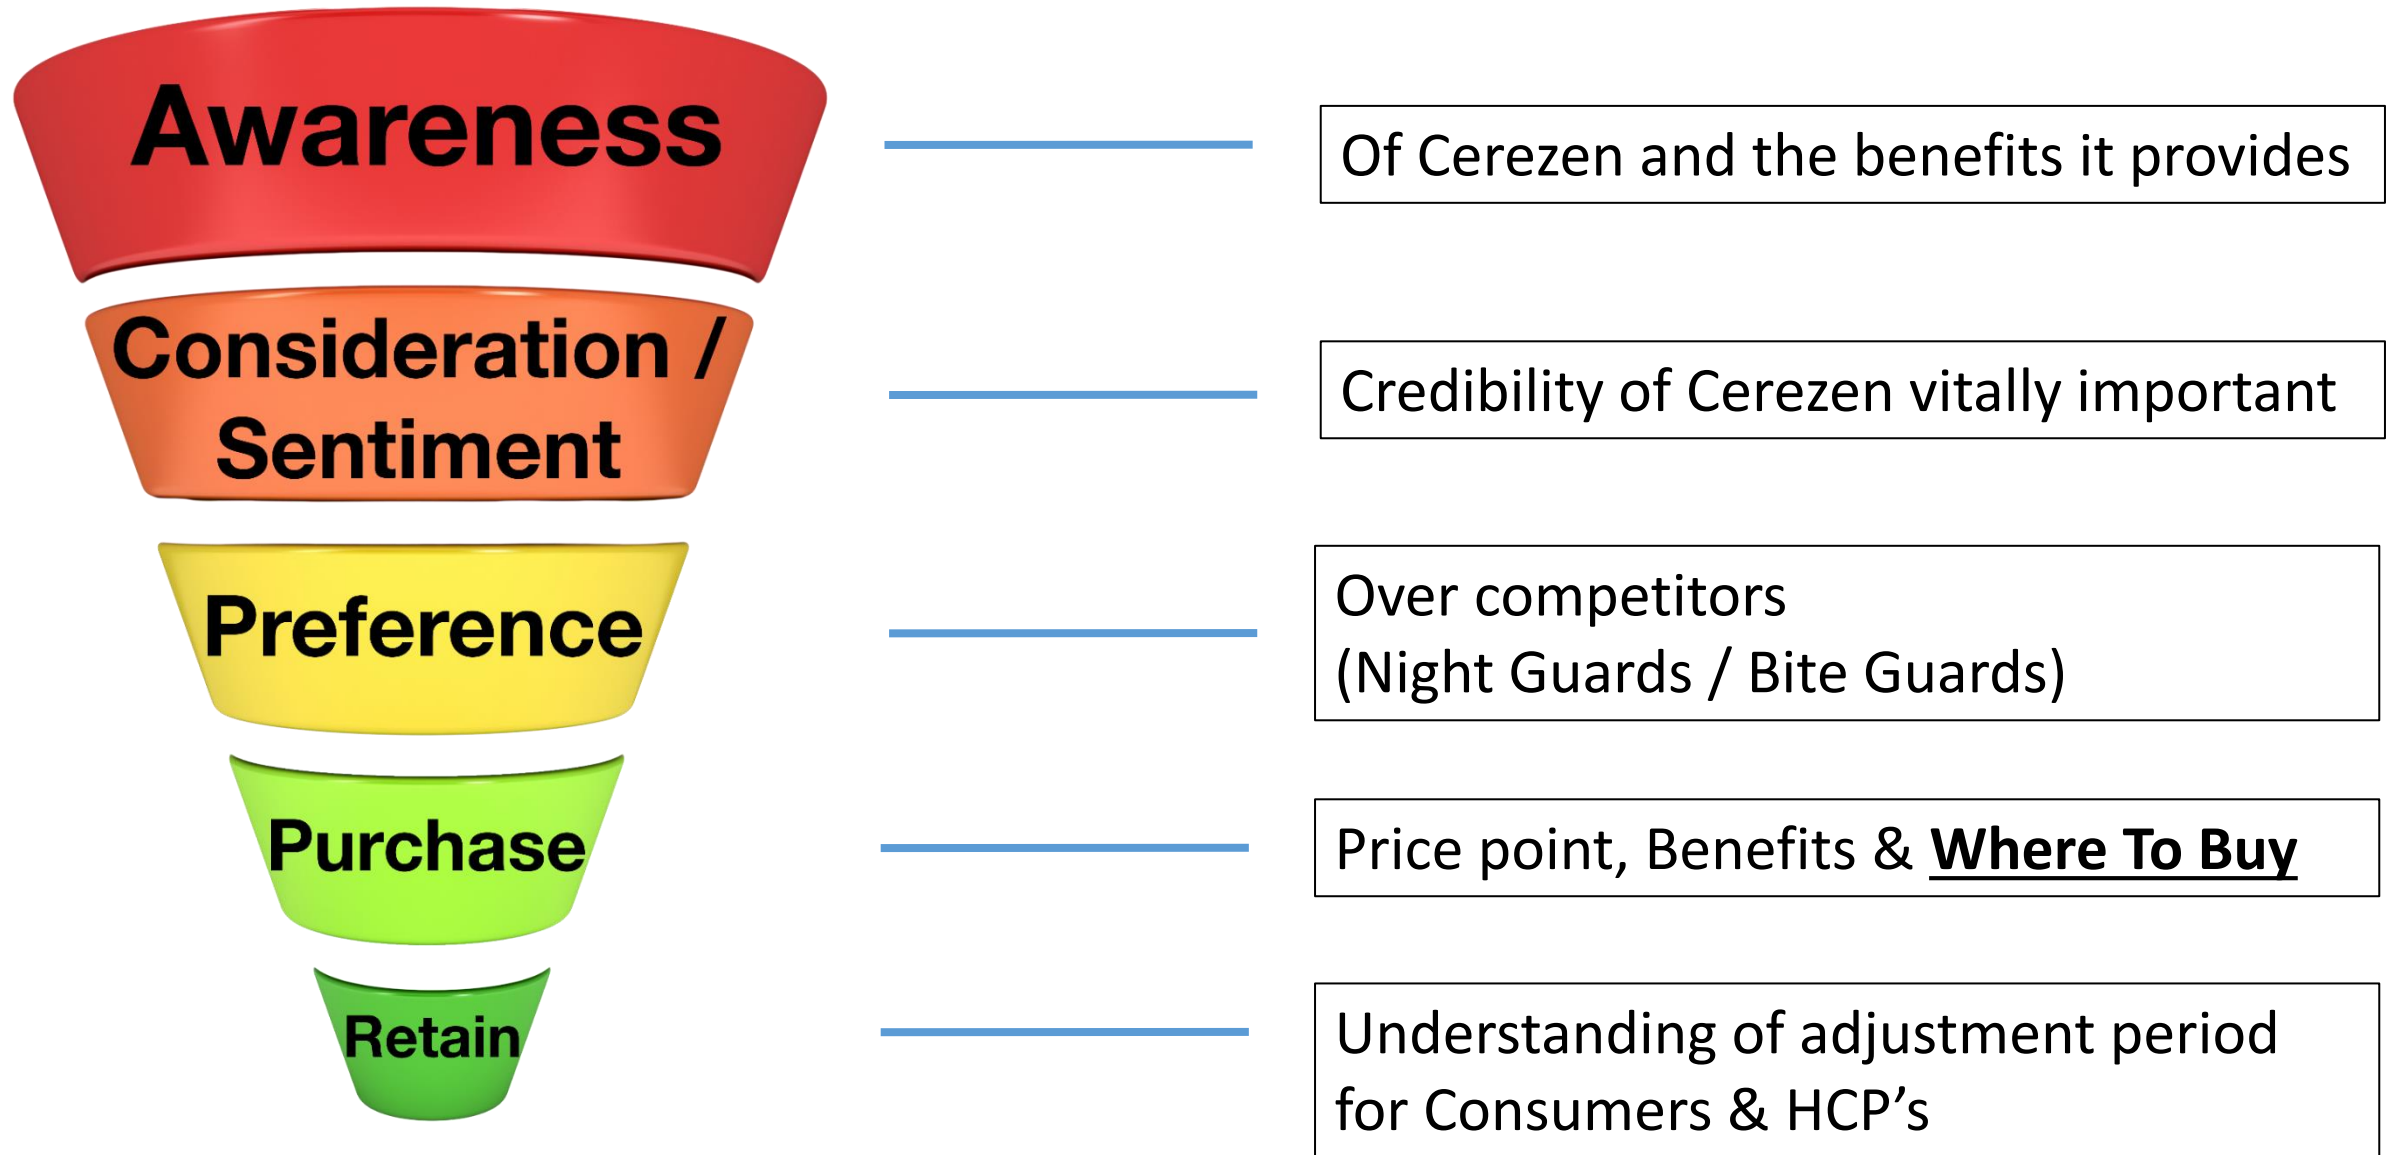 Awareness
Of Cerezen and the benefits it provides
Consideration /
Sentiment
Credibility of Cerezen vitally important
Preference
Over competitors
(Night Guards / Bite Guards)
Purchase
Price point, Benefits & Where To Buy
Retain
Understanding of adjustment period
for Consumers & HCP’s